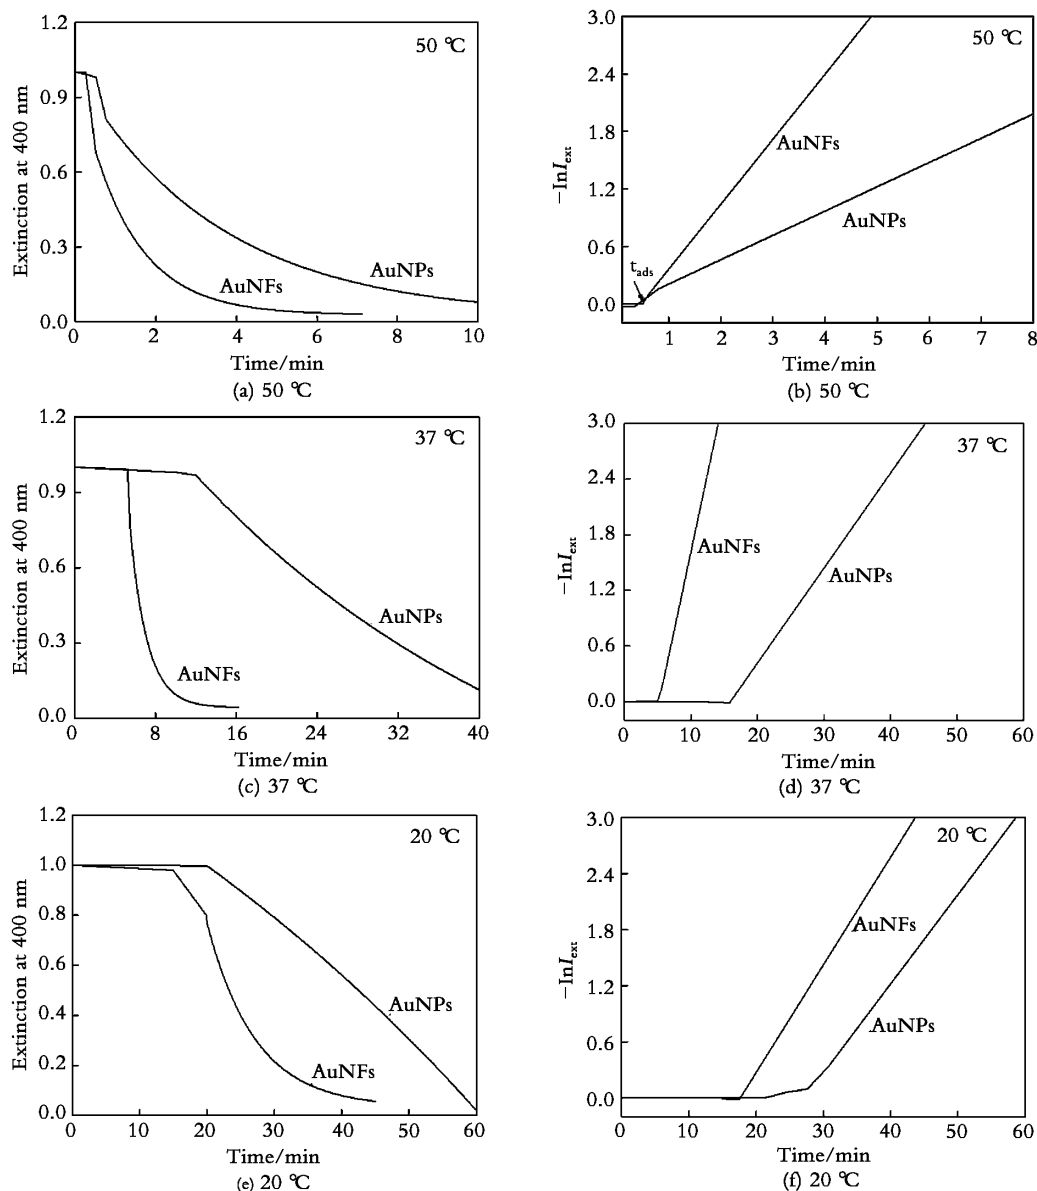 1.2
50 ℃
0.9
0.6
0.3
0.0
Extinction at 400 nm
AuNPs
AuNFs
0 2 4 6 8 10
Time/min
(a) 50 ℃
3.0
50 ℃
2.4
1.8
1.2
0.6
0.0
−lnIext
AuNFs
AuNPs
tads
1 2 3 4 5 6 7 8
Time/min
(b) 50 ℃
1.2
37 ℃
0.9
0.6
0.3
0.0
Extinction at 400 nm
AuNPs
AuNFs
0 8 16 24 32 40
Time/min
(c) 37 ℃
3.0
37 ℃
2.4
1.8
1.2
0.6
0.0
−lnIext
AuNFs
AuNPs
0 10 20 30 40 50 60
Time/min
(d) 37 ℃
1.2
20 ℃
1.0
0.8
0.6
0.4
0.2
0.0
Extinction at 400 nm
AuNPs
AuNFs
0 10 20 30 40 50 60
Time/min
(e) 20 ℃
3.0
20 ℃
2.4
1.8
1.2
0.6
0.0
−lnIext
AuNFs
AuNPs
0 10 20 30 40 50 60
Time/min
(f) 20 ℃